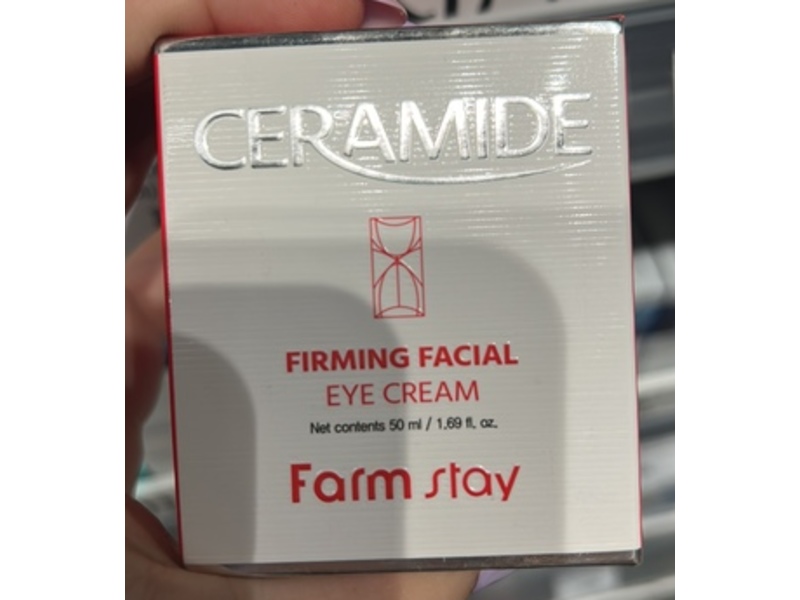 CERAMIDE
FIRMING FACIAL
EYE CREAM
Net contents 50 ml / 1.69 fl. oz.
Farm stay